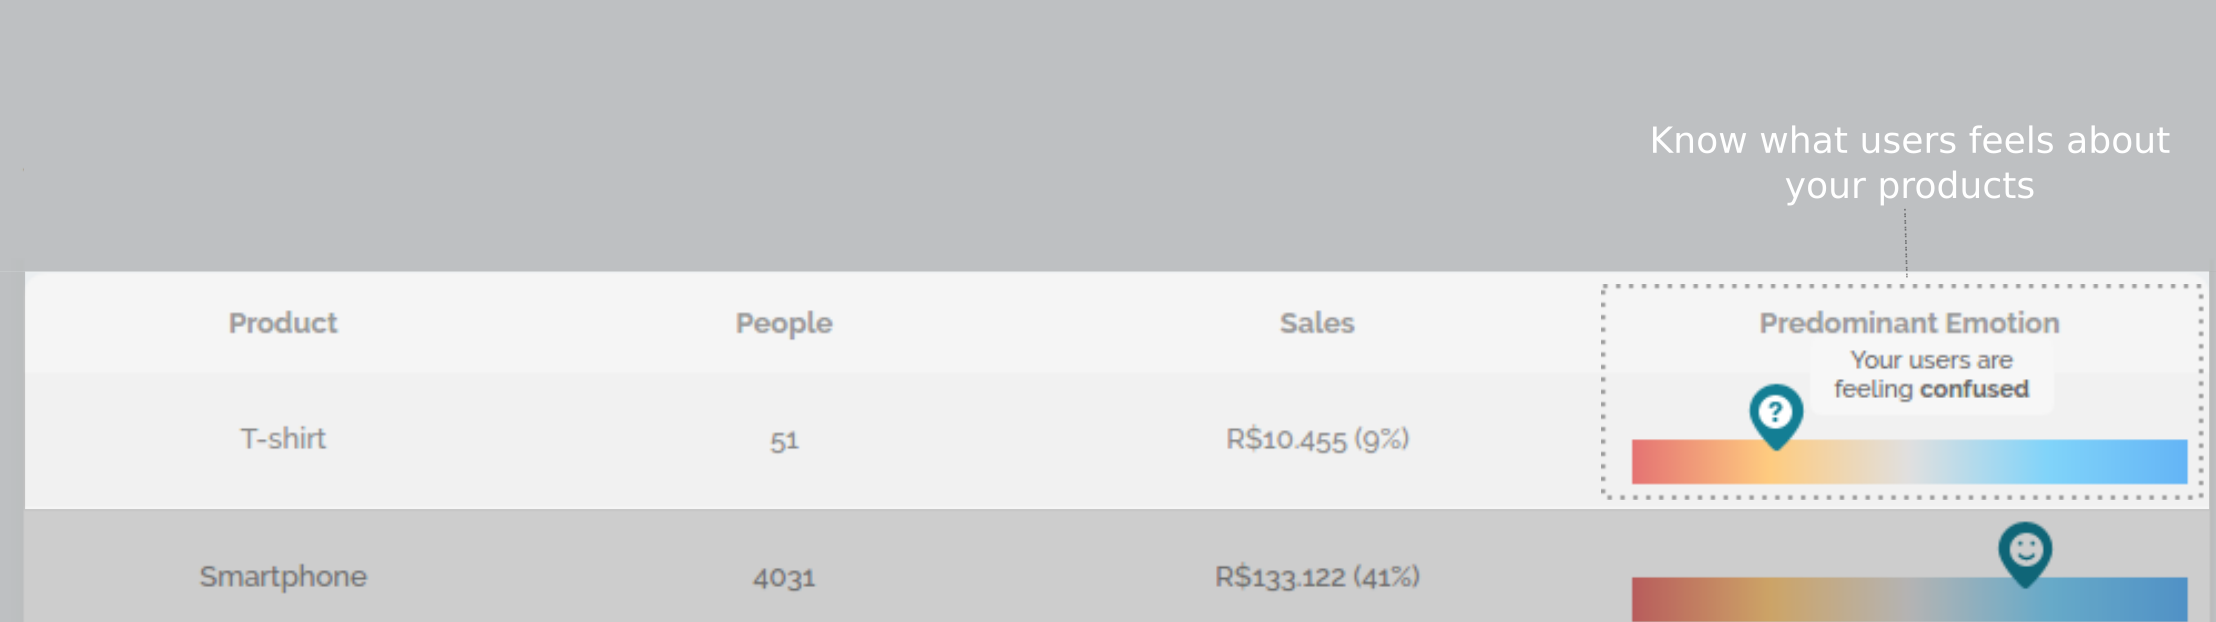 Know what users feels about
your products
Product People Sales Predominant Emotion
Your users are
feeling confused
?
T-shirt 51 R$10.455 (9%)
Smartphone 4031 R$133.122 (41%)